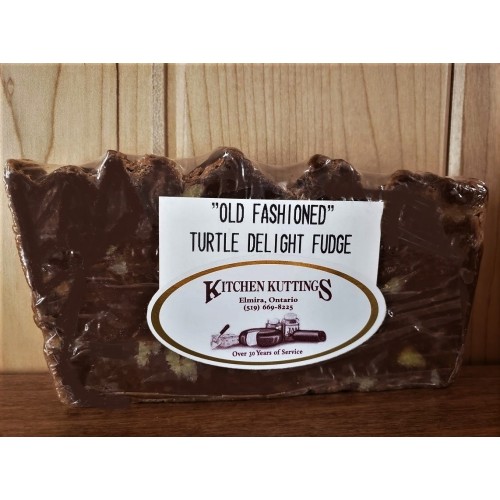 "OLD FASHIONED"
TURTLE DELIGHT FUDGE
KITCHEN KUTTINGS
Elmira, Ontario
(519) 669-8225
Over 30 Years of Service